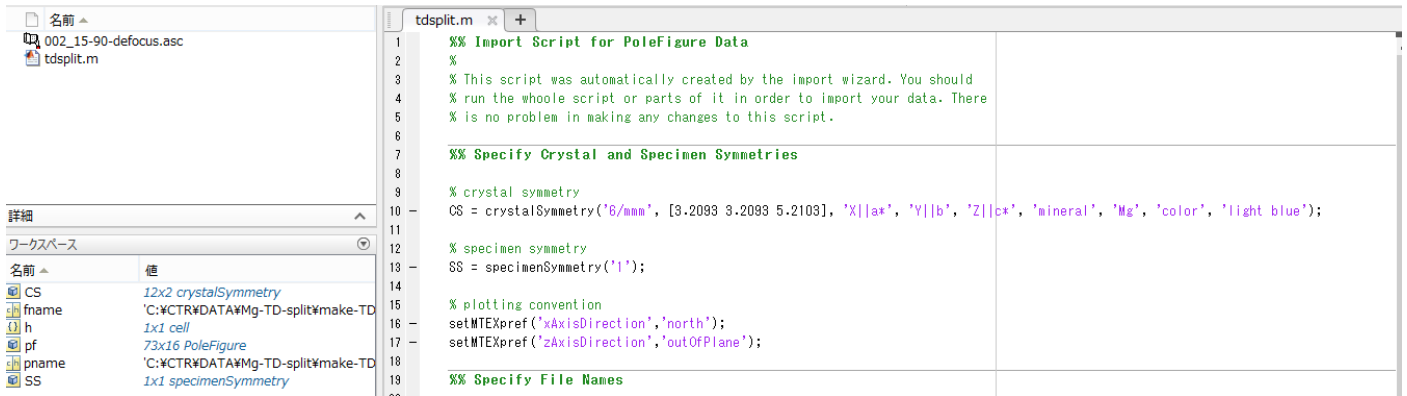 名前
002_15-90-defocus.asc
tdsplit.m
詳細
ワークスペース
名前 値
CS 12x2 crystalSymmetry
fname 'C:¥CTR¥DATA¥Mg-TD-split¥make-TD
h 1x1 cell
pf 73x16 PoleFigure
pname 'C:¥CTR¥DATA¥Mg-TD-split¥make-TD
SS 1x1 specimenSymmetry
tdsplit.m
1 %% Import Script for PoleFigure Data
2 %
3 % This script was automatically created by the import wizard. You should
4 % run the whoole script or parts of it in order to import your data. There
5 % is no problem in making any changes to this script.
6
7 %% Specify Crystal and Specimen Symmetries
8
9 % crystal symmetry
10 – CS = crystalSymmetry('6/mmm', [3.2093 3.2093 5.2103], 'X||a*', 'Y||b', 'Z||c*', 'mineral', 'Mg', 'color', 'light blue');
11
12 % specimen symmetry
13 – SS = specimenSymmetry('1');
14
15 % plotting convention
16 – setMTEXpref('xAxisDirection','north');
17 – setMTEXpref('zAxisDirection','outOfPlane');
18
19 %% Specify File Names